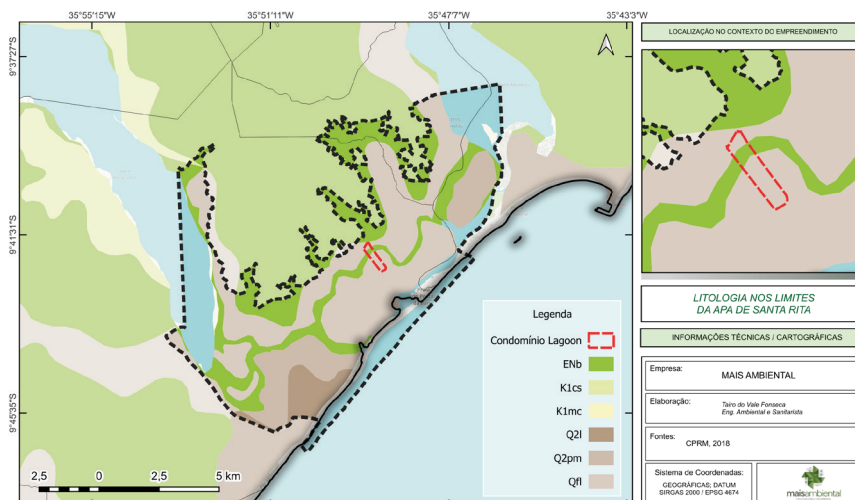 35°55'15"W
35°51'11"W
35°47'7"W
35°43'3"W
9°37'27"S
9°41'31"S
9°45'35"S
Legenda
Condomínio Lagoon
ENb
K1cs
K1mc
Q2l
Q2pm
Qfl
2,5 0 2,5 5 km
LOCALIZAÇÃO NO CONTEXTO DO EMPREENDIMENTO
LITOLOGIA NOS LIMITES
DA APA DE SANTA RITA
INFORMAÇÕES TÉCNICAS / CARTOGRÁFICAS
Empresa:
MAIS AMBIENTAL
Elaboração:
Tairo do Vale Fonseca
Eng. Ambiental e Sanitarista
Fontes:
CPRM, 2018
Sistema de Coordenadas:
GEOGRÁFICAS; DATUM
SIRGAS 2000 / EPSG 4674
maisambiental